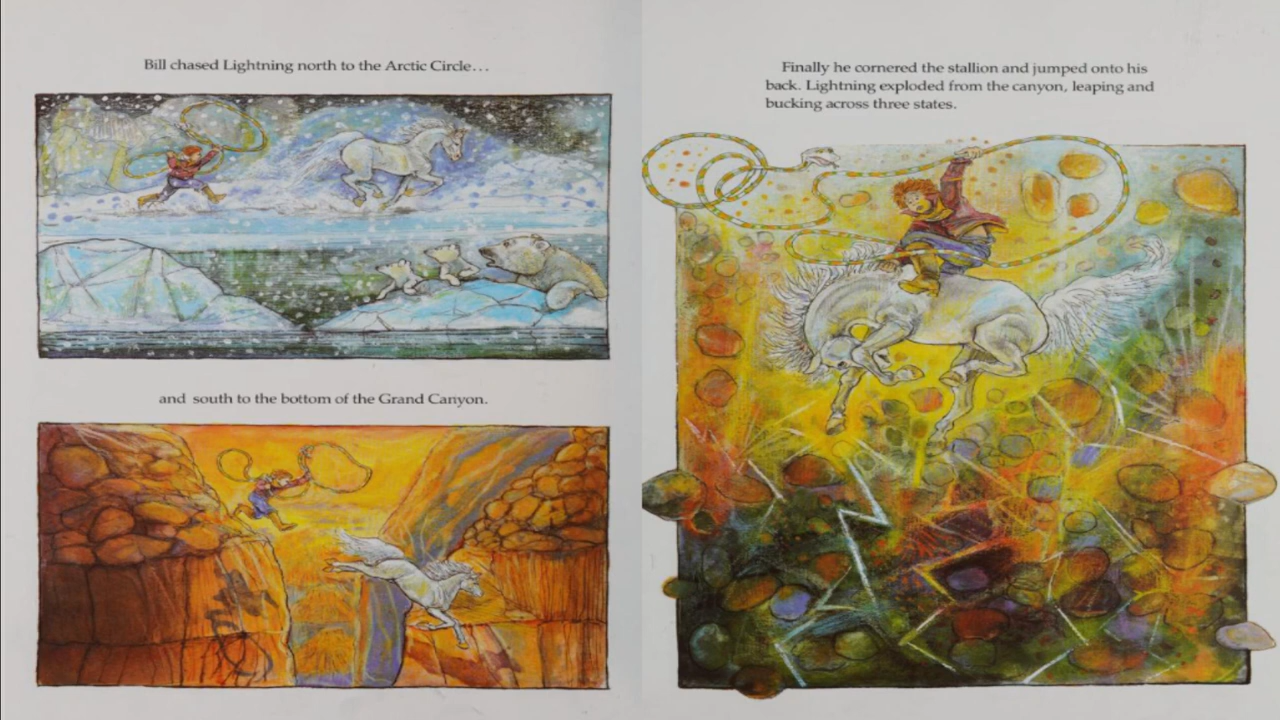 Bill chased Lightning north to the Arctic Circle...
and south to the bottom of the Grand Canyon.
Finally he cornered the stallion and jumped onto his
back. Lightning exploded from the canyon, leaping and
bucking across three states.